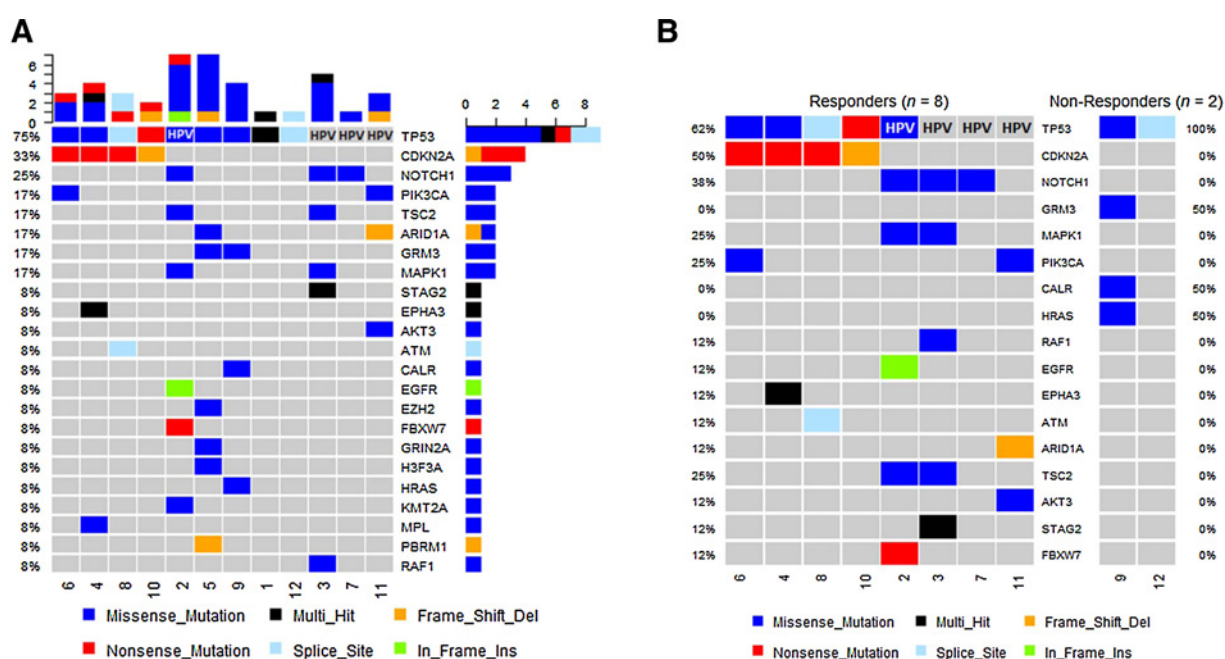 A
6
4
2
0
0 2 4 6 8
75% HPV HPV HPV HPV TP53
33% CDKN2A
25% NOTCH1
17% PIK3CA
17% TSC2
17% ARID1A
17% GRM3
17% MAPK1
8% STAG2
8% EPHA3
8% AKT3
8% ATM
8% CALR
8% EGFR
8% EZH2
8% FBXW7
8% GRIN2A
8% H3F3A
8% HRAS
8% KMT2A
8% MPL
8% PBRM1
8% RAF1
6 4 8 10 2 5 9 1 12 3 7 11
Missense_Mutation Multi_Hit Frame_Shift_Del
Nonsense_Mutation Splice_Site In_Frame_Ins
B
Responders (n = 8) Non-Responders (n = 2)
62% HPV HPV HPV HPV TP53 100%
50% CDKN2A 0%
38% NOTCH1 0%
0% GRM3 50%
25% MAPK1 0%
25% PIK3CA 0%
0% CALR 50%
0% HRAS 50%
12% RAF1 0%
12% EGFR 0%
12% EPHA3 0%
12% ATM 0%
12% ARID1A 0%
25% TSC2 0%
12% AKT3 0%
12% STAG2 0%
12% FBXW7 0%
6 4 8 10 2 3 7 11 9 12
Missense_Mutation Multi_Hit Frame_Shift_Del
Nonsense_Mutation Splice_Site In_Frame_Ins